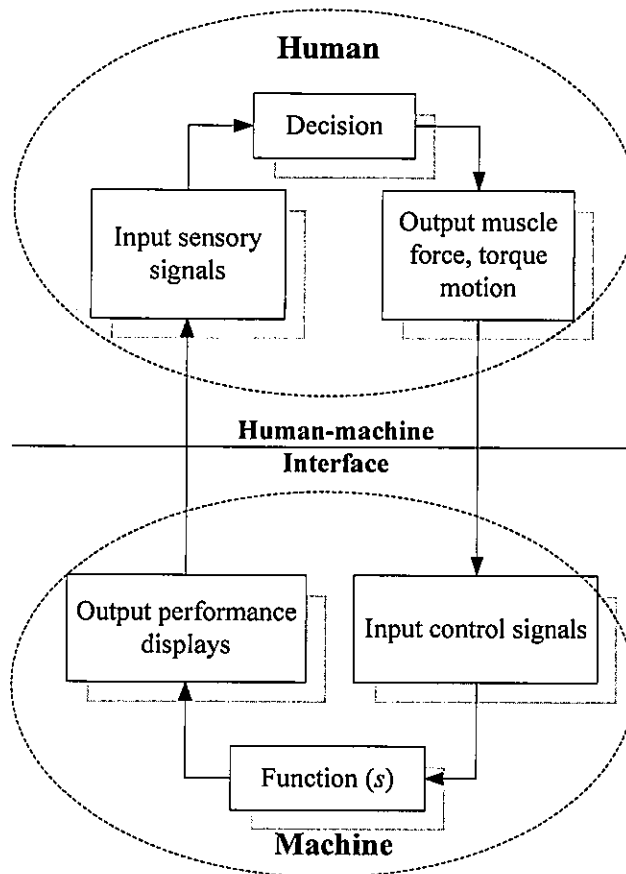 Human
Decision
Input sensory
signals
Output muscle
force, torque
motion
Human-machine
Interface
Output performance
displays
Input control signals
Function (s)
Machine